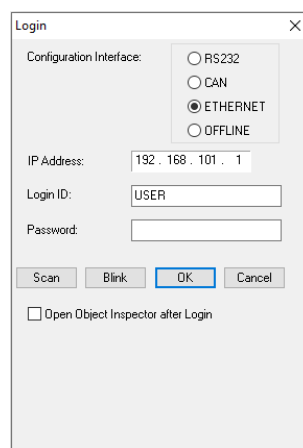 Login
Configuration Interface:
RS232
CAN
ETHERNET
OFFLINE
IP Address: 192 . 168 . 101 . 1
Login ID: USER
Password:
Scan Blink OK Cancel
Open Object Inspector after Login